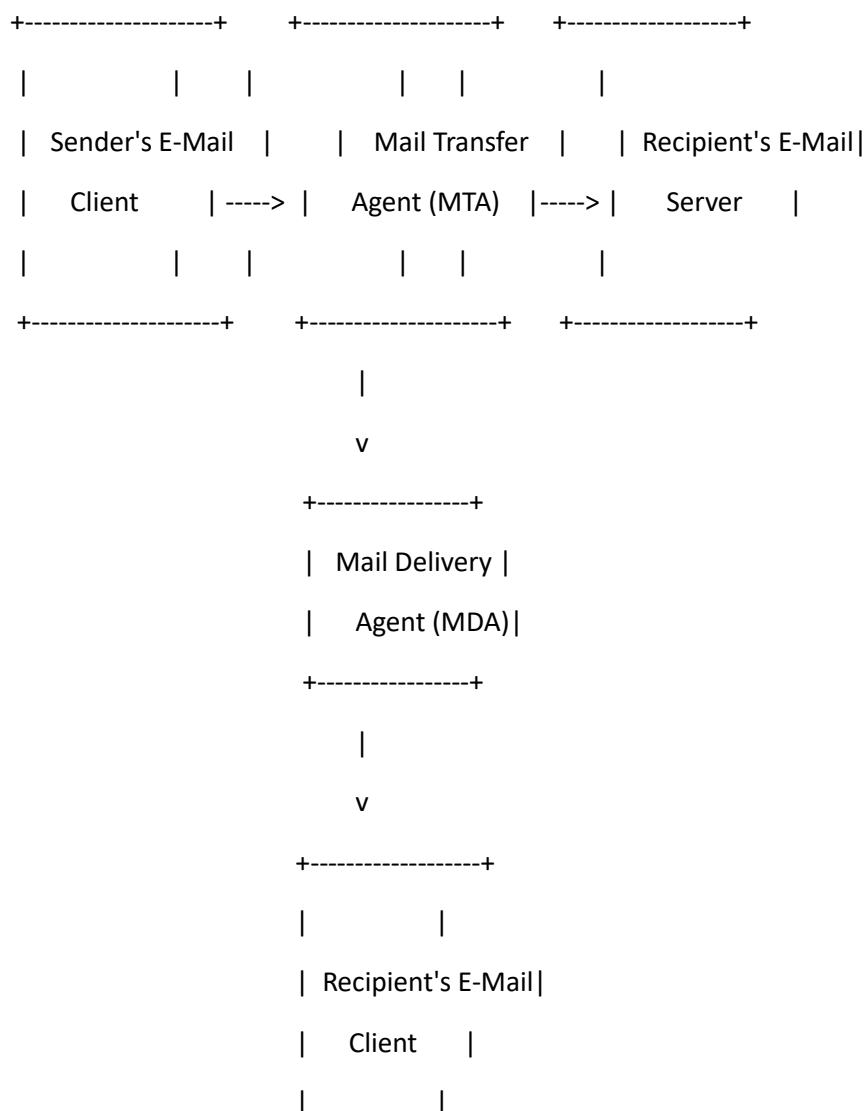 +---------------------+ +---------------------+ +-------------------+
| | | | | |
| Sender's E-Mail | | Mail Transfer | | Recipient's E-Mail|
| Client | -----> | Agent (MTA) |-----> | Server |
| | | | | |
+---------------------+ +---------------------+ +-------------------+
|
v
+-----------------+
| Mail Delivery |
| Agent (MDA)|
+-----------------+
|
v
+-------------------+
| |
| Recipient's E-Mail|
| Client |
| |